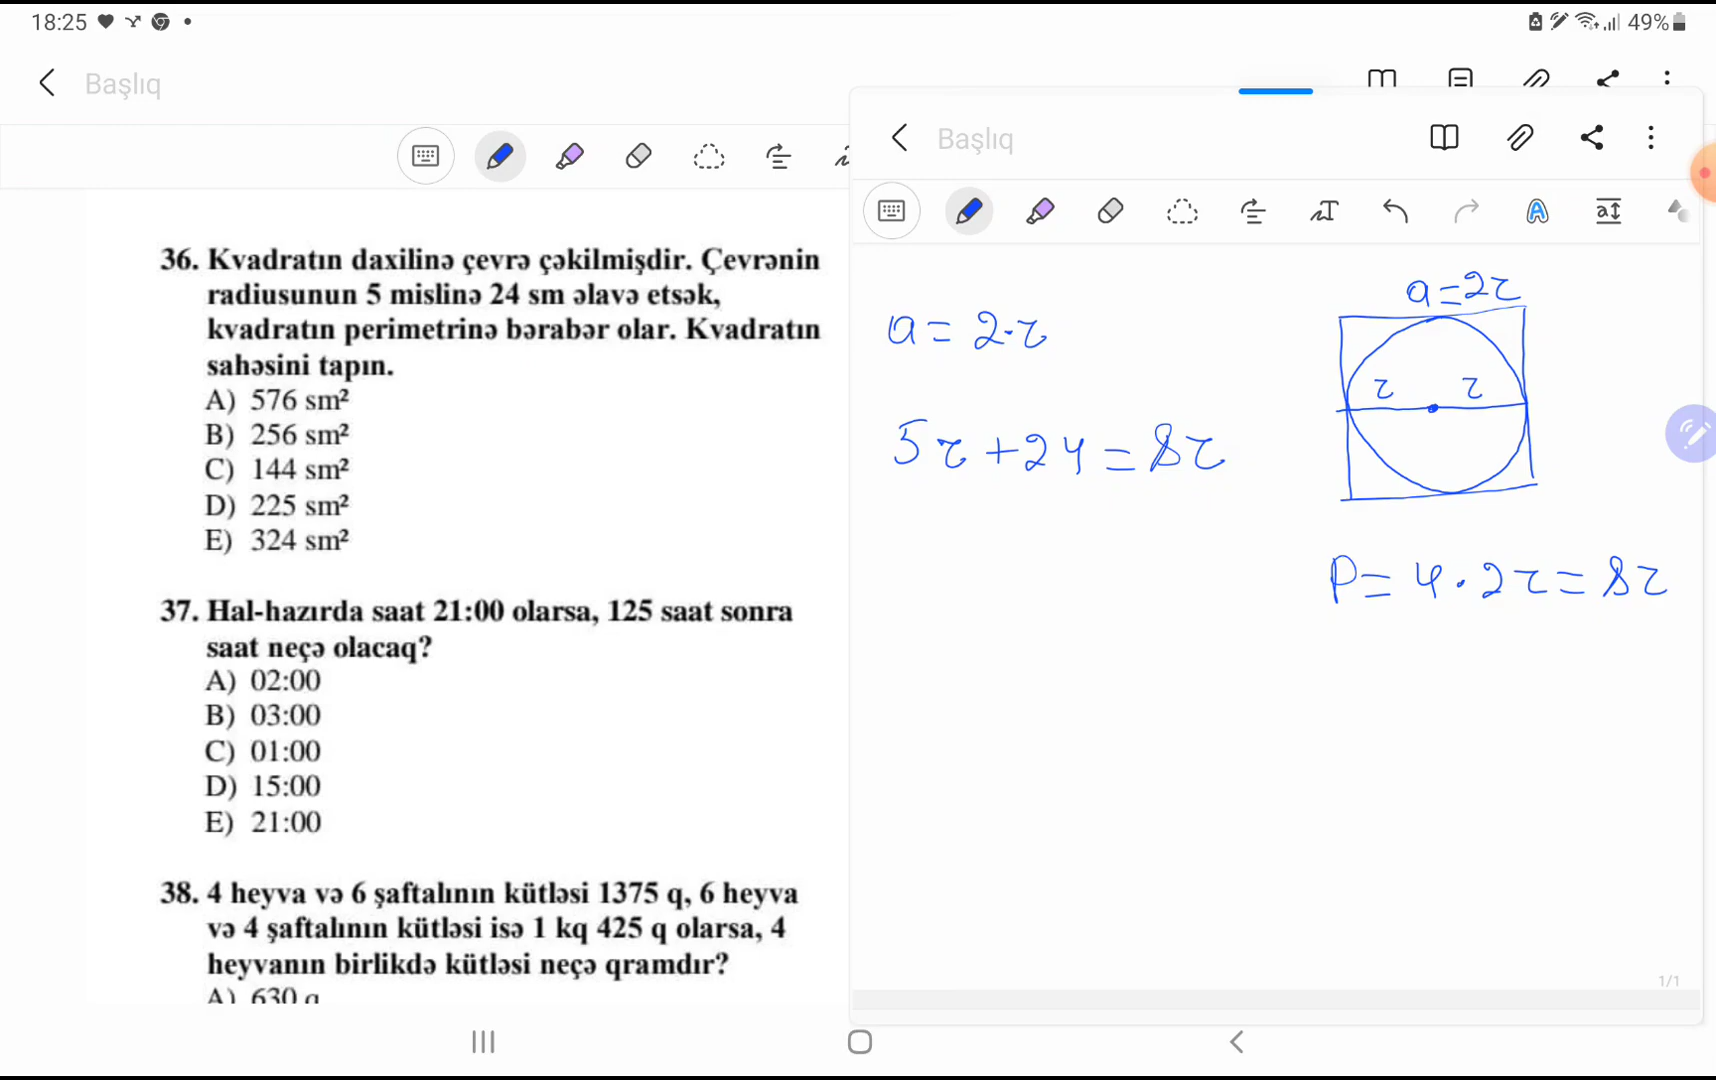 18:25
49%
Başlıq
Başlıq
36. Kvadratın daxilinə çevrə çəkilmişdir. Çevrənin
radiusunun 5 mislinə 24 sm əlavə etsək,
kvadratın perimetrinə bərabər olar. Kvadratın
sahəsini tapın.
A) 576 sm²
B) 256 sm²
C) 144 sm²
D) 225 sm²
E) 324 sm²
37. Hal-hazırda saat 21:00 olarsa, 125 saat sonra
saat neçə olacaq?
A) 02:00
B) 03:00
C) 01:00
D) 15:00
E) 21:00
38. 4 heyva və 6 şaftalının kütləsi 1375 q, 6 heyva
və 4 şaftalının kütləsi isə 1 kq 425 q olarsa, 4
heyvanın birlikdə kütləsi neçə qramdır?
A) 630 q
a = 2·r
5r + 24 = 8r
a = 2r
r r
P = 4 · 2r = 8r
1/1